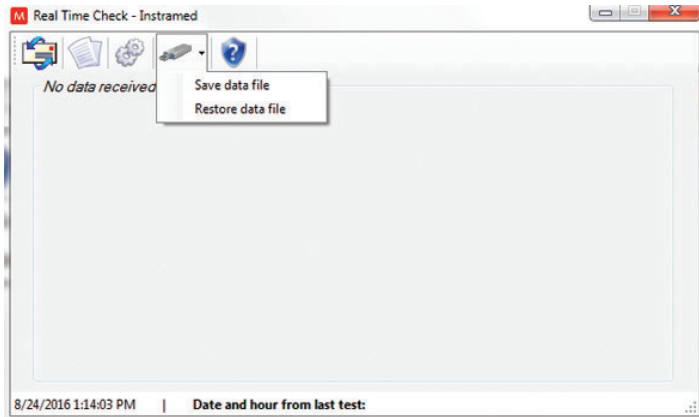 M Real Time Check - Instramed
Save data file
No data received
Restore data file
8/24/2016 1:14:03 PM | Date and hour from last test: